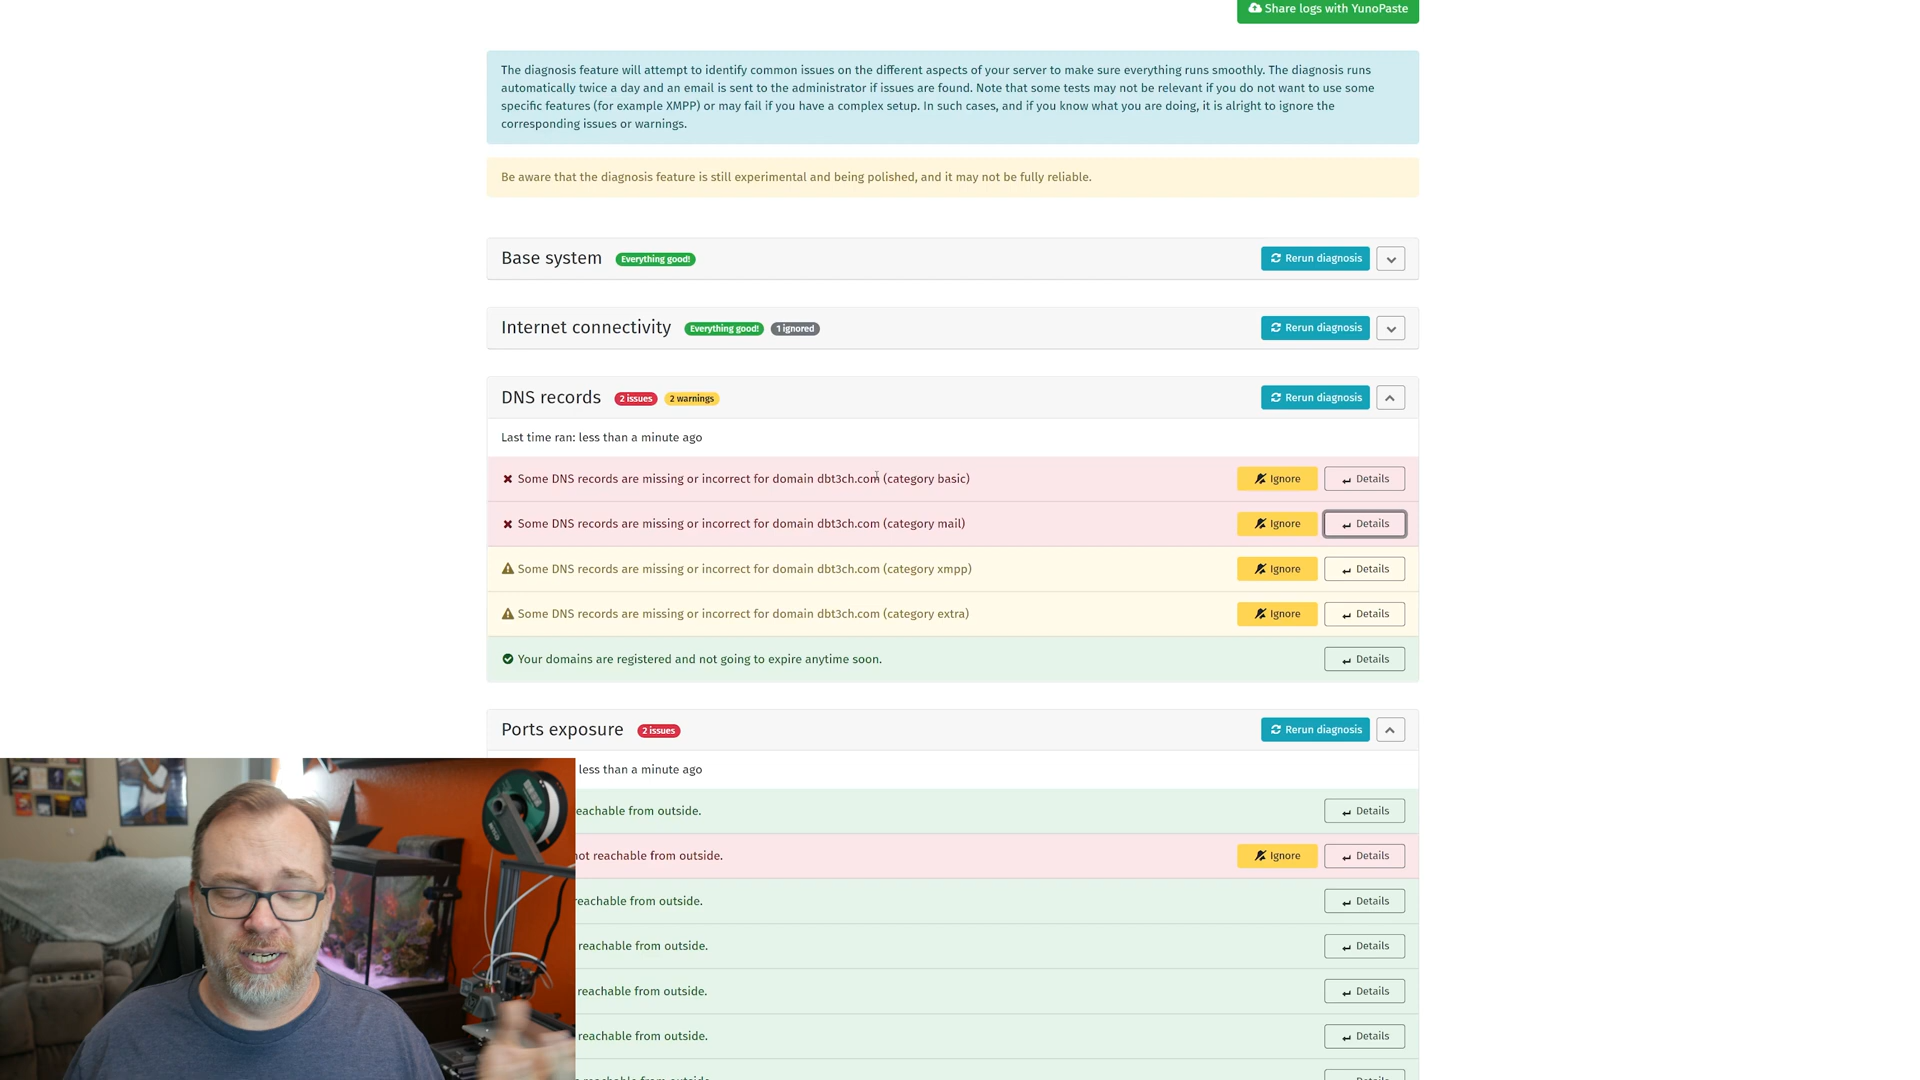 Share logs with YunoPaste
The diagnosis feature will attempt to identify common issues on the different aspects of your server to make sure everything runs smoothly. The diagnosis runs
automatically twice a day and an email is sent to the administrator if issues are found. Note that some tests may not be relevant if you do not want to use some
specific features (for example XMPP) or may fail if you have a complex setup. In such cases, and if you know what you are doing, it is alright to ignore the
corresponding issues or warnings.
Be aware that the diagnosis feature is still experimental and being polished, and it may not be fully reliable.
Base system Everything good! Rerun diagnosis
Internet connectivity Everything good! 1 ignored Rerun diagnosis
DNS records 2 issues 2 warnings Rerun diagnosis
Last time ran: less than a minute ago
Some DNS records are missing or incorrect for domain dbt3ch.com (category basic) Ignore Details
Some DNS records are missing or incorrect for domain dbt3ch.com (category mail) Ignore Details
Some DNS records are missing or incorrect for domain dbt3ch.com (category xmpp) Ignore Details
Some DNS records are missing or incorrect for domain dbt3ch.com (category extra) Ignore Details
Your domains are registered and not going to expire anytime soon. Details
Ports exposure 2 issues Rerun diagnosis
less than a minute ago
reachable from outside. Details
not reachable from outside. Ignore Details
reachable from outside. Details
reachable from outside. Details
reachable from outside. Details
reachable from outside. Details